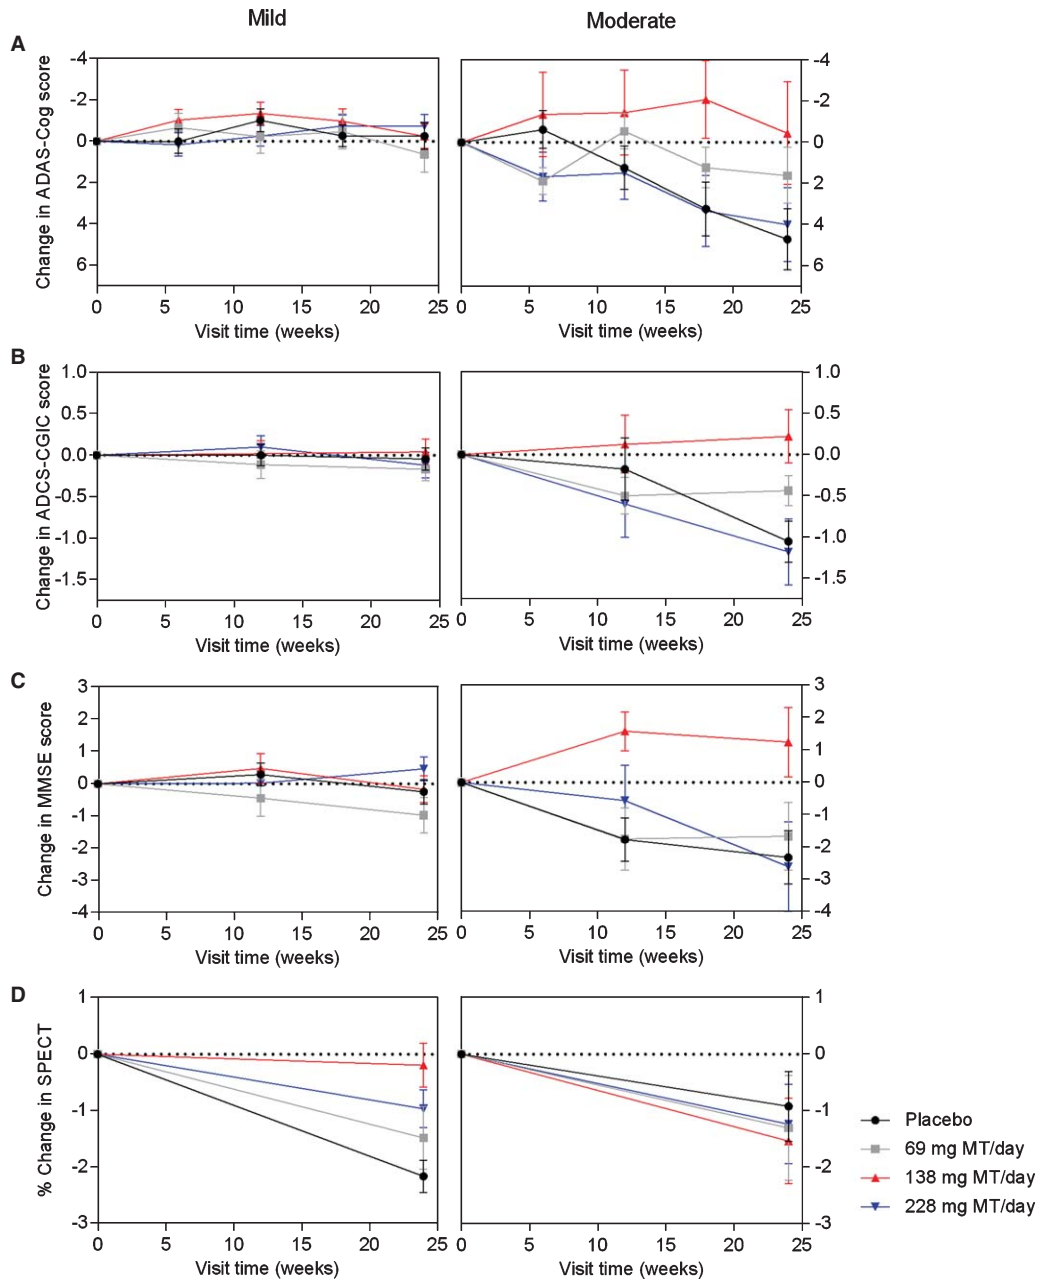 Mild
Moderate
A
Change in ADAS-Cog score
-4
-2
0
2
4
6
0 5 10 15 20 25
Visit time (weeks)
-4
-2
0
2
4
6
0 5 10 15 20 25
Visit time (weeks)
B
Change in ADCS-CGIC score
1.0
0.5
0.0
-0.5
-1.0
-1.5
0 5 10 15 20 25
Visit time (weeks)
1.0
0.5
0.0
-0.5
-1.0
-1.5
0 5 10 15 20 25
Visit time (weeks)
C
Change in MMSE score
3
2
1
0
-1
-2
-3
-4
0 5 10 15 20 25
Visit time (weeks)
3
2
1
0
-1
-2
-3
-4
0 5 10 15 20 25
Visit time (weeks)
D
% Change in SPECT
1
0
-1
-2
-3
0 5 10 15 20 25
Visit time (weeks)
1
0
-1
-2
-3
0 5 10 15 20 25
Visit time (weeks)
Placebo
69 mg MT/day
138 mg MT/day
228 mg MT/day